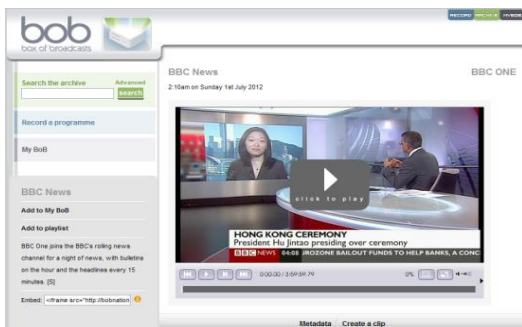 bob
box of broadcasts
RECORD ARCHIVE
Search the archive Advanced
search
Record a programme
My BoB
BBC News
Add to My BoB
Add to playlist
BBC One joins the BBC's rolling news
channel for a night of news, with bulletins
on the hour and the headlines every 15
minutes. [S]
Embed: <iframe src="http://bobnation
BBC News BBC ONE
2:10am on Sunday 1st July 2012
click to play
HONG KONG CEREMONY
President Hu Jintao presiding over ceremony
BBC NEWS 04:08 ROZONE BAILOUT FUNDS TO HELP BANKS, A CONC
0:00:00 / 3:59:59.79 0%
Metadata Create a clip